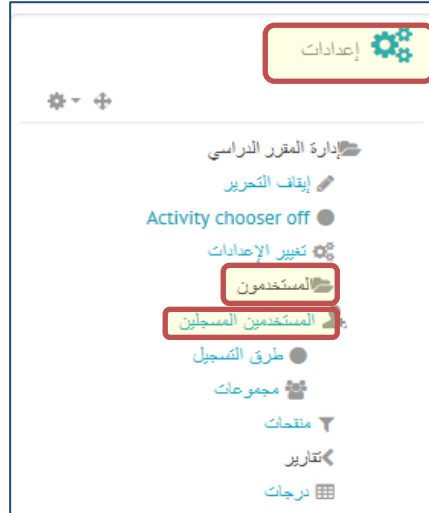 إعدادات
إدارة المقرر الدراسي
إيقاف التحرير
Activity chooser off
تغيير الإعدادات
المستخدمون
المستخدمين المسجلين
طرق التسجيل
مجموعات
منقحات
تقارير
درجات